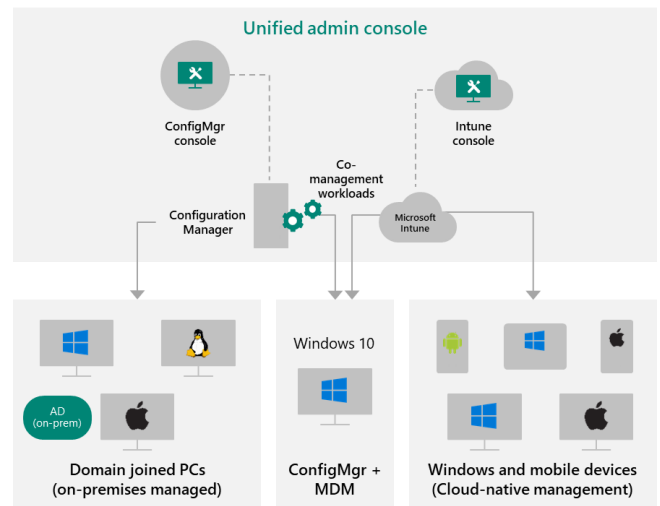 Unified admin console
ConfigMgr
console
Intune
console
Co-
management
workloads
Configuration
Manager
Microsoft
Intune
Windows 10
AD
(on-prem)
Domain joined PCs
(on-premises managed)
ConfigMgr +
MDM
Windows and mobile devices
(Cloud-native management)